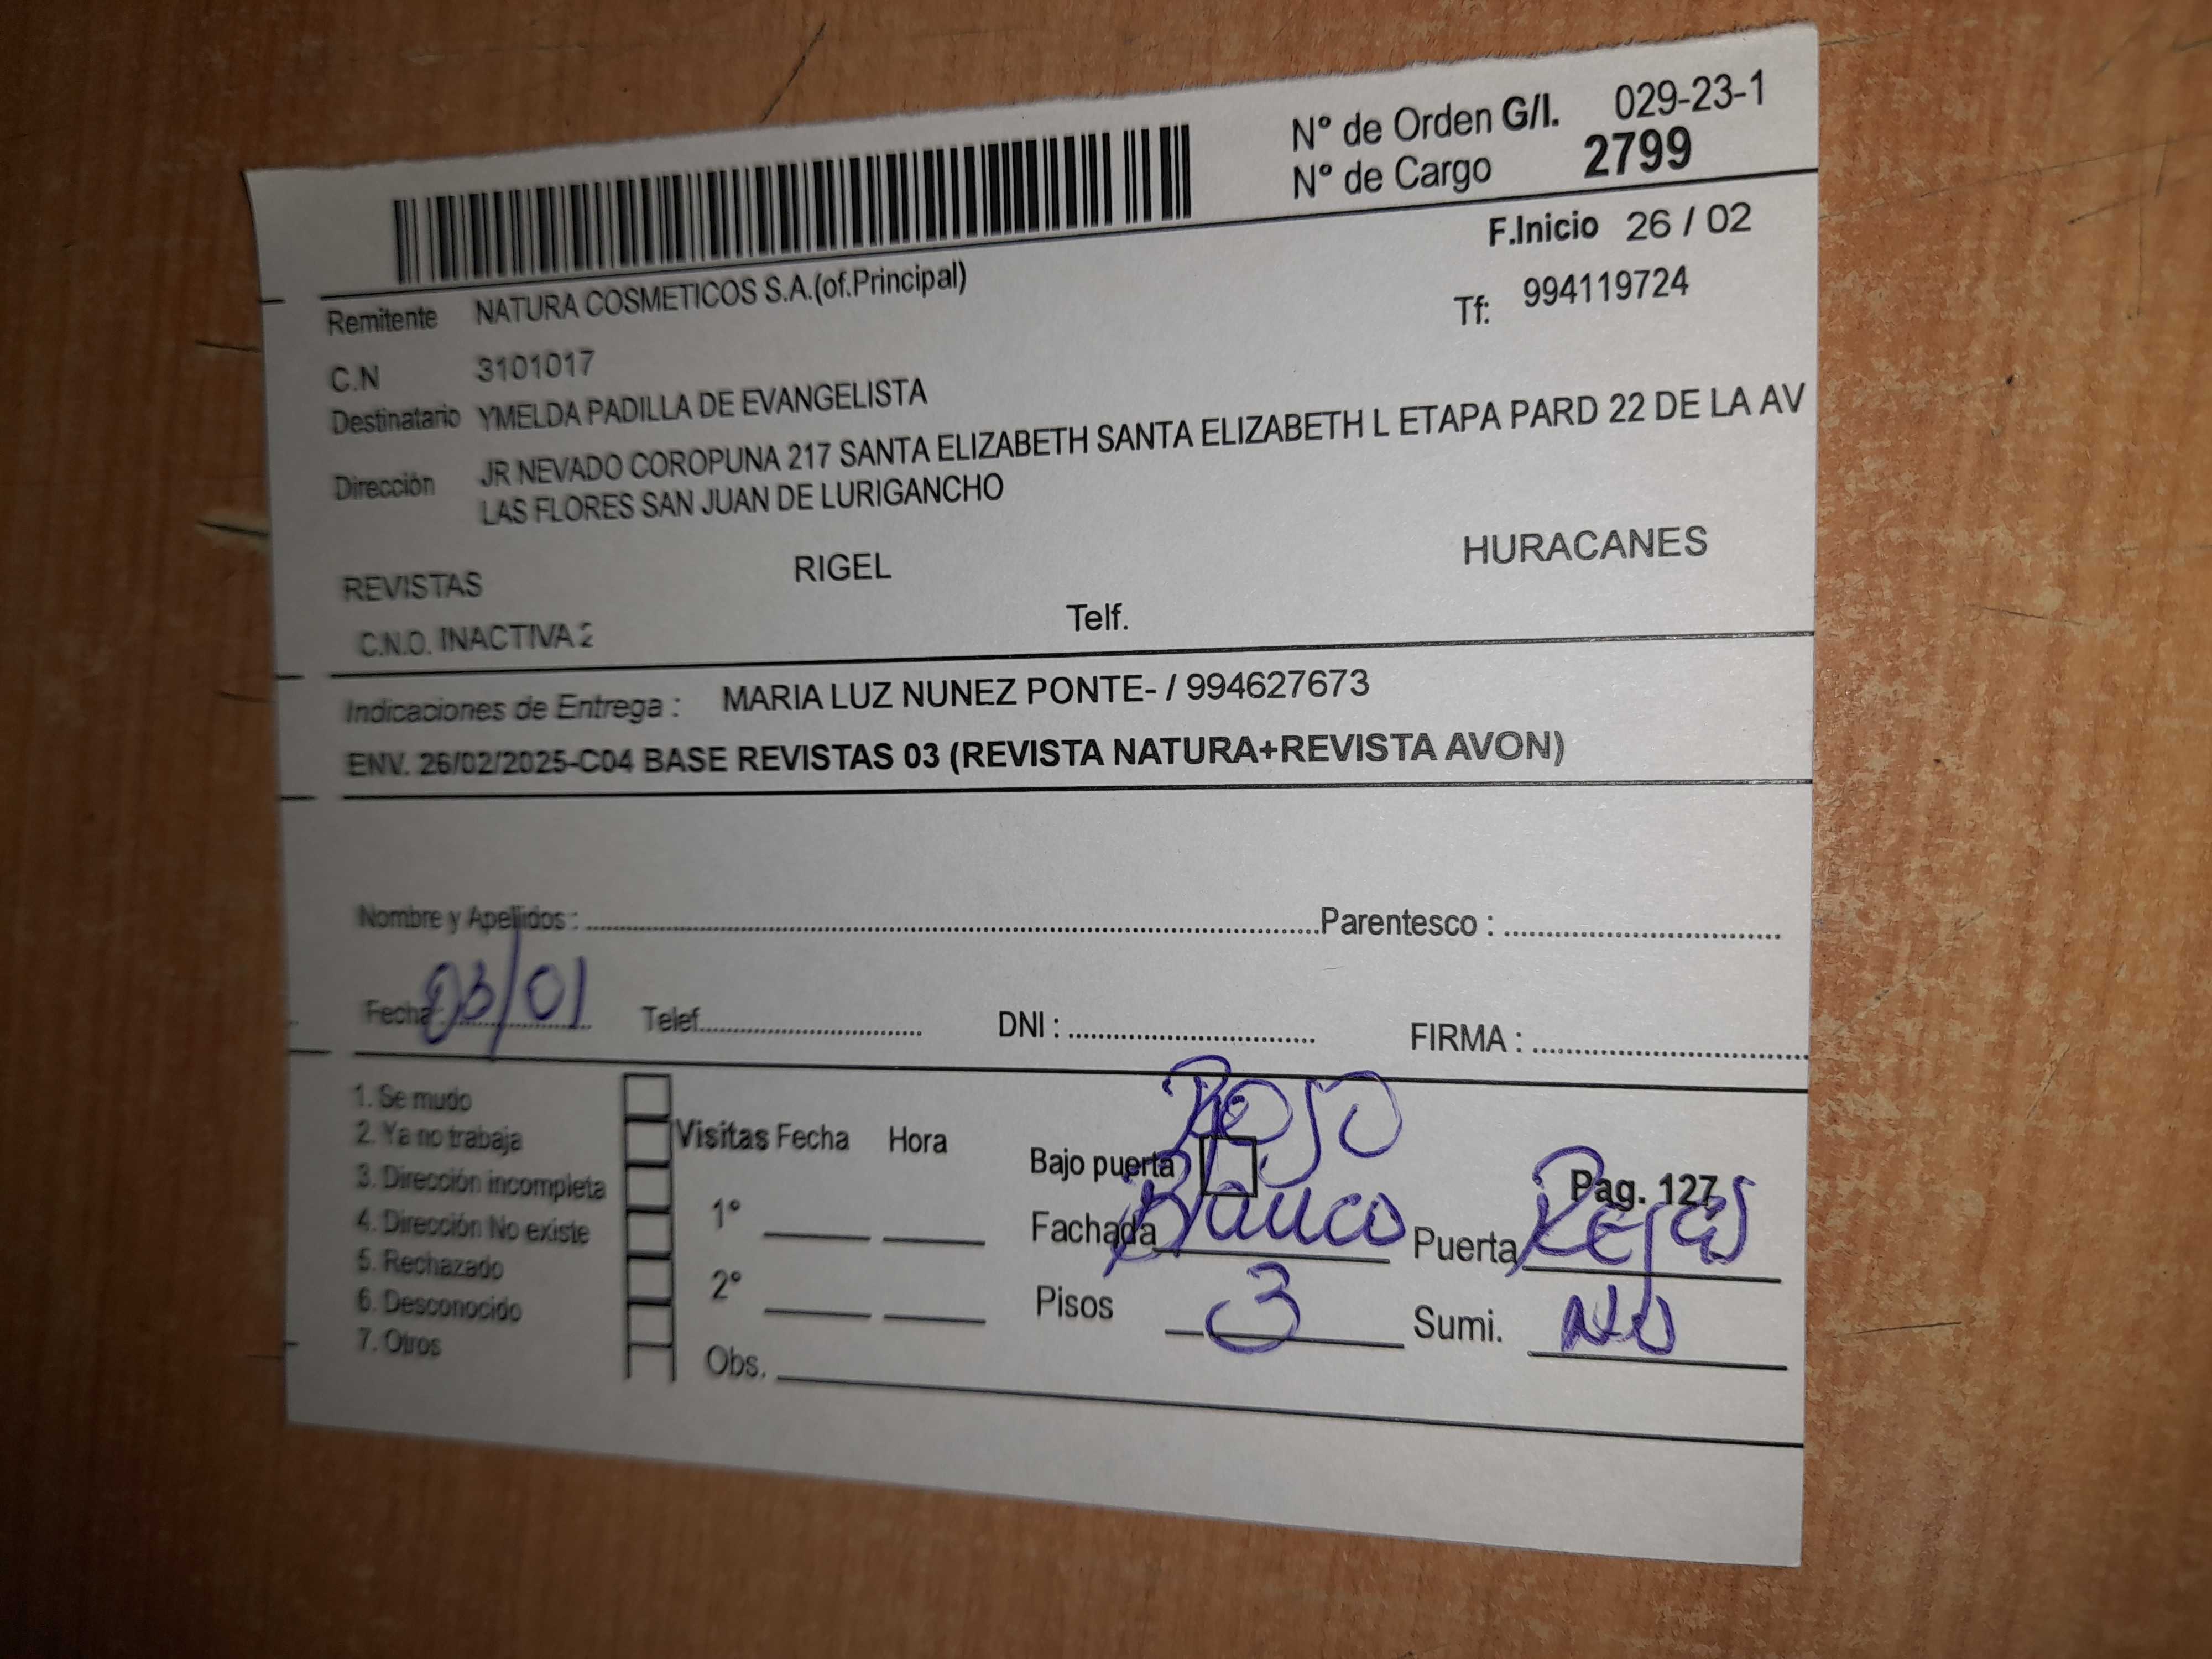 N° de Orden G/I. 029-23-1
N° de Cargo 2799
F.Inicio 26 / 02
Remitente NATURA COSMETICOS S.A.(of.Principal)
Tf: 994119724
C.N 3101017
Destinatario YMELDA PADILLA DE EVANGELISTA
Dirección JR NEVADO COROPUNA 217 SANTA ELIZABETH SANTA ELIZABETH L ETAPA PARD 22 DE LA AV
LAS FLORES SAN JUAN DE LURIGANCHO
REVISTAS RIGEL HURACANES
C.N.O. INACTIVA 2 Telf.
Indicaciones de Entrega : MARIA LUZ NUNEZ PONTE- / 994627673
ENV. 26/02/2025-C04 BASE REVISTAS 03 (REVISTA NATURA+REVISTA AVON)
Nombre y Apellidos : Parentesco :
Fecha: 03/01 Telef. DNI : FIRMA :
1. Se mudo
2. Ya no trabaja
3. Dirección incompleta
4. Dirección No existe
5. Rechazado
6. Desconocido
7. Otros
Visitas Fecha Hora
1°
2°
Obs.
Rojo
Bajo puerta Pag. 127
Fachada Blanco Puerta Rejas
Pisos 3 Sumi. No